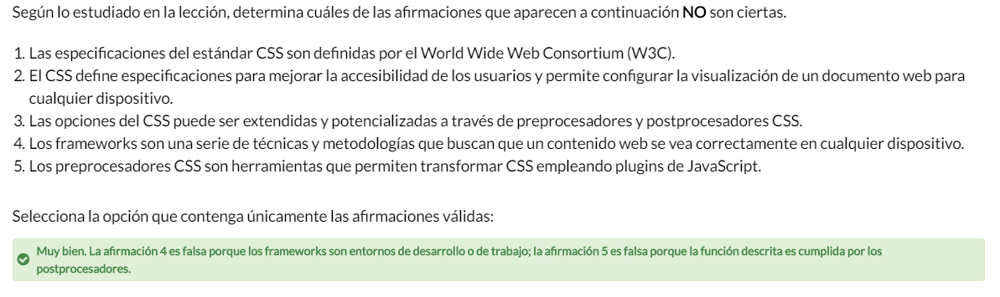 Según lo estudiado en la lección, determina cuáles de las afirmaciones que aparecen a continuación NO son ciertas.
1. Las especificaciones del estándar CSS son definidas por el World Wide Web Consortium (W3C).
2. El CSS define especificaciones para mejorar la accesibilidad de los usuarios y permite configurar la visualización de un documento web para
cualquier dispositivo.
3. Las opciones del CSS puede ser extendidas y potencializadas a través de preprocesadores y postprocesadores CSS.
4. Los frameworks son una serie de técnicas y metodologías que buscan que un contenido web se vea correctamente en cualquier dispositivo.
5. Los preprocesadores CSS son herramientas que permiten transformar CSS empleando plugins de JavaScript.
Selecciona la opción que contenga únicamente las afirmaciones válidas:
Muy bien. La afirmación 4 es falsa porque los frameworks son entornos de desarrollo o de trabajo; la afirmación 5 es falsa porque la función descrita es cumplida por los
postprocesadores.